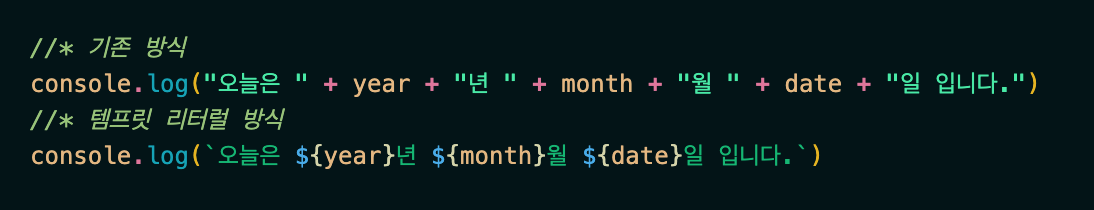 //* 기존 방식
console.log("오늘은 " + year + "년 " + month + "월 " + date + "일 입니다.")
//* 템프릿 리터럴 방식
console.log(`오늘은 ${year}년 ${month}월 ${date}일 입니다.`)